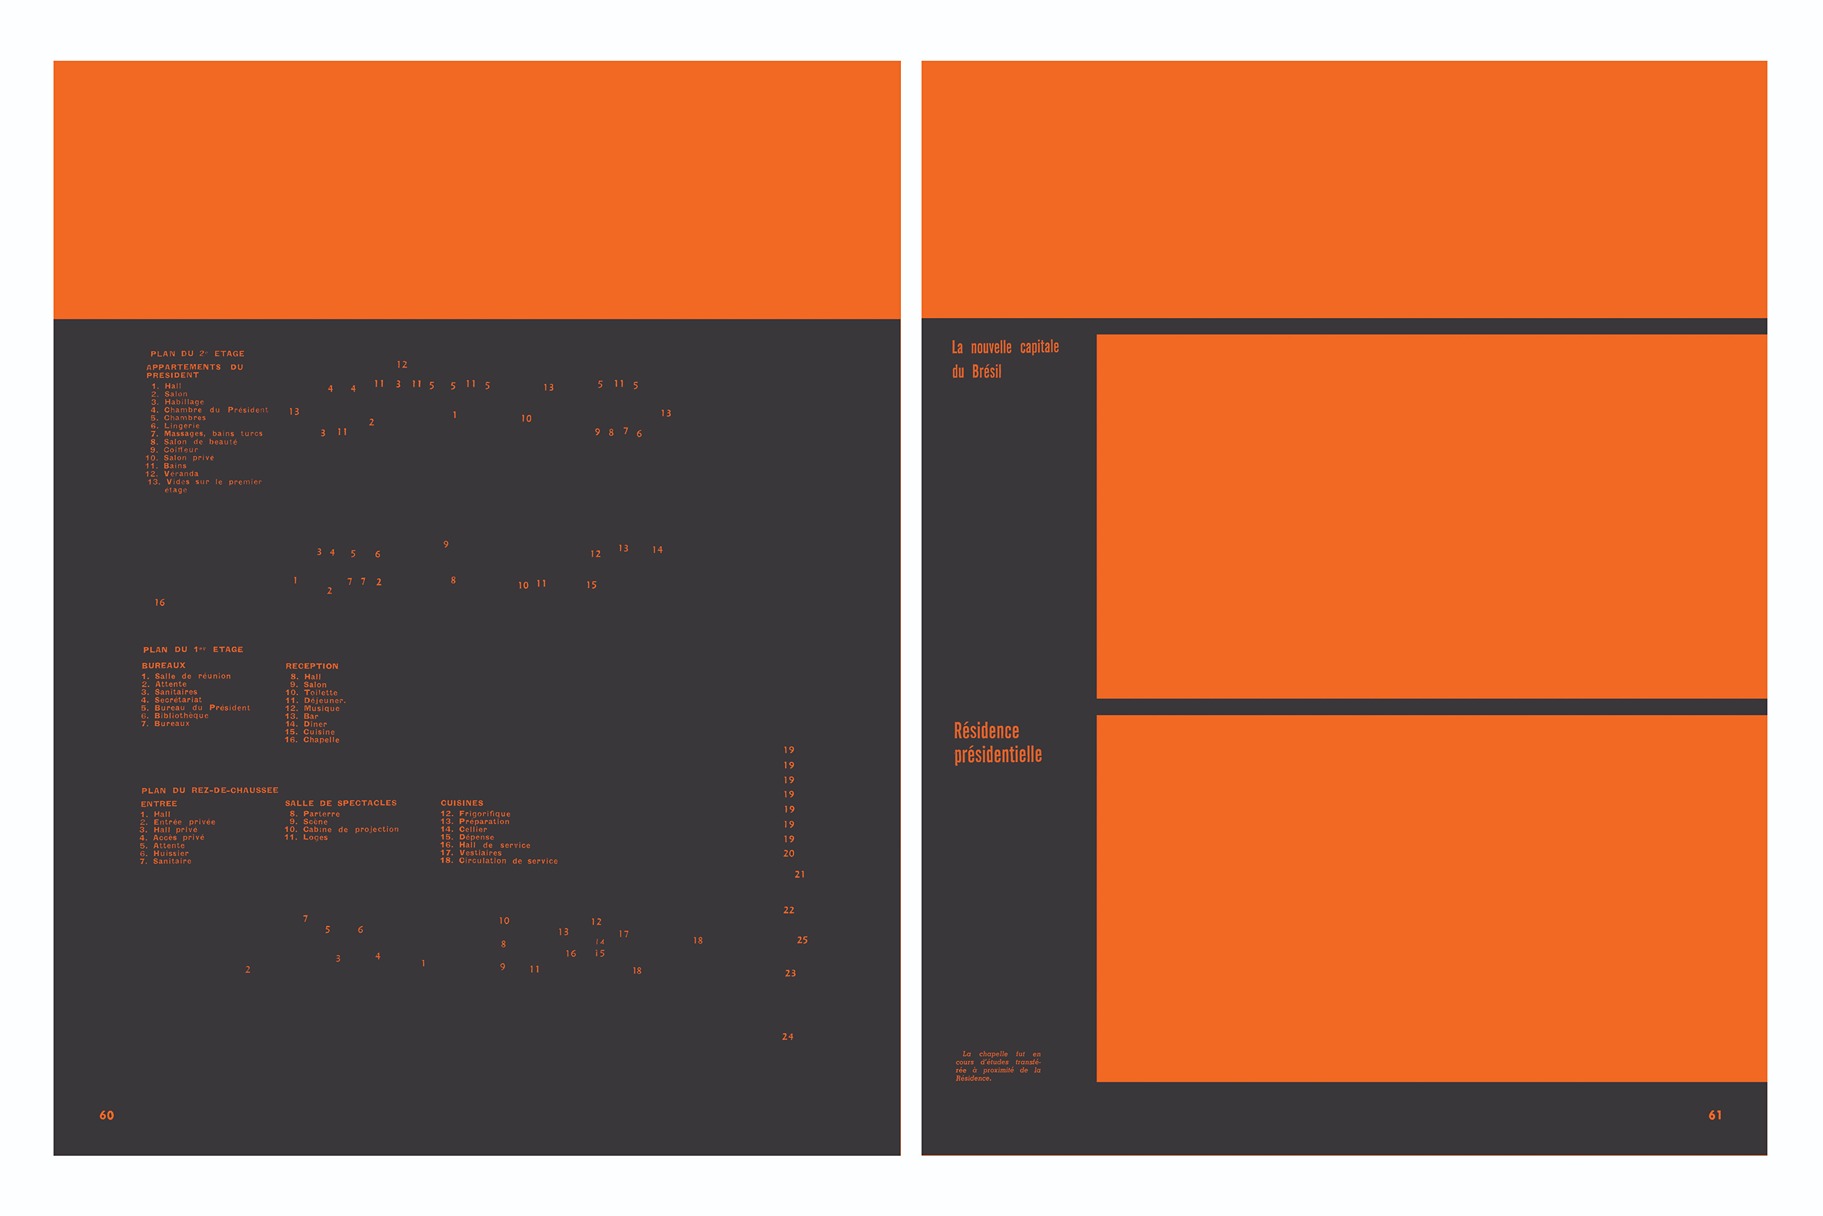 PLAN DU 2e ETAGE
APPARTEMENTS DU
PRESIDENT
1. Hall
2. Salon
3. Habillage
4. Chambre du Président
5. Chambres
6. Lingerie
7. Massages, bains turcs
8. Salon de beauté
9. Coiffeur
10. Salon privé
11. Bains
12. Véranda
13. Vides sur le premier
étage
12
4 4 11 3 11 5 5 11 5 13 5 11 5
13 2 1 10 13
3 11 9 8 7 6
9
3 4 5 6 12 13 14
1 2 7 7 2 8 10 11 15
16
PLAN DU 1er ETAGE
BUREAUX
1. Salle de réunion
2. Attente
3. Sanitaires
4. Secrétariat
5. Bureau du Président
6. Bibliothèque
7. Bureaux
RECEPTION
8. Hall
9. Salon
10. Toilette
11. Déjeuner.
12. Musique
13. Bar
14. Dîner
15. Cuisine
16. Chapelle
PLAN DU REZ-DE-CHAUSSEE
ENTREE
1. Hall
2. Entrée privée
3. Hall privé
4. Accès privé
5. Attente
6. Huissier
7. Sanitaire
SALLE DE SPECTACLES
8. Parterre
9. Scène
10. Cabine de projection
11. Loges
CUISINES
12. Frigorifique
13. Préparation
14. Cellier
15. Dépense
16. Hall de service
17. Vestiaires
18. Circulation de service
19
19
19
19
19
19
19
20
21
22
25
23
24
7 10 12
5 6 13 17
8 14 18
3 4 16 15
2 1 9 11 18
60
La nouvelle capitale
du Brésil
Résidence
présidentielle
La chapelle fut en
cours d'études transfé-
rée à proximité de la
Résidence.
61